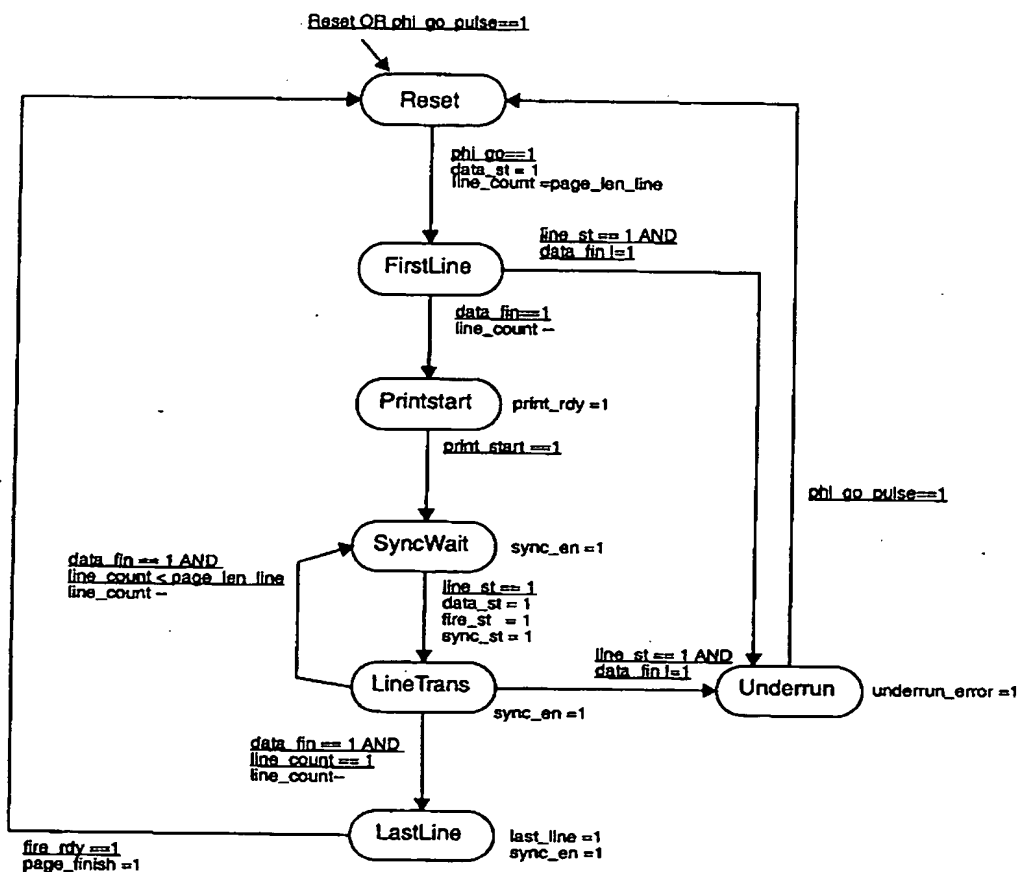 Reset OR phi_go_pulse==1
Reset
phi_go==1
data_st = 1
line_count =page_len_line
FirstLine
line_st == 1 AND
data_fin !=1
data_fin==1
line_count --
Printstart
print_rdy =1
print_start ==1
phi_go_pulse==1
SyncWait
sync_en =1
data_fin == 1 AND
line_count < page_len_line
line_count --
line_st == 1
data_st = 1
fire_st = 1
sync_st = 1
LineTrans
sync_en =1
line_st == 1 AND
data_fin !=1
Underrun
underrun_error =1
data_fin == 1 AND
line_count == 1
line_count--
LastLine
last_line =1
sync_en =1
fire_rdy ==1
page_finish =1